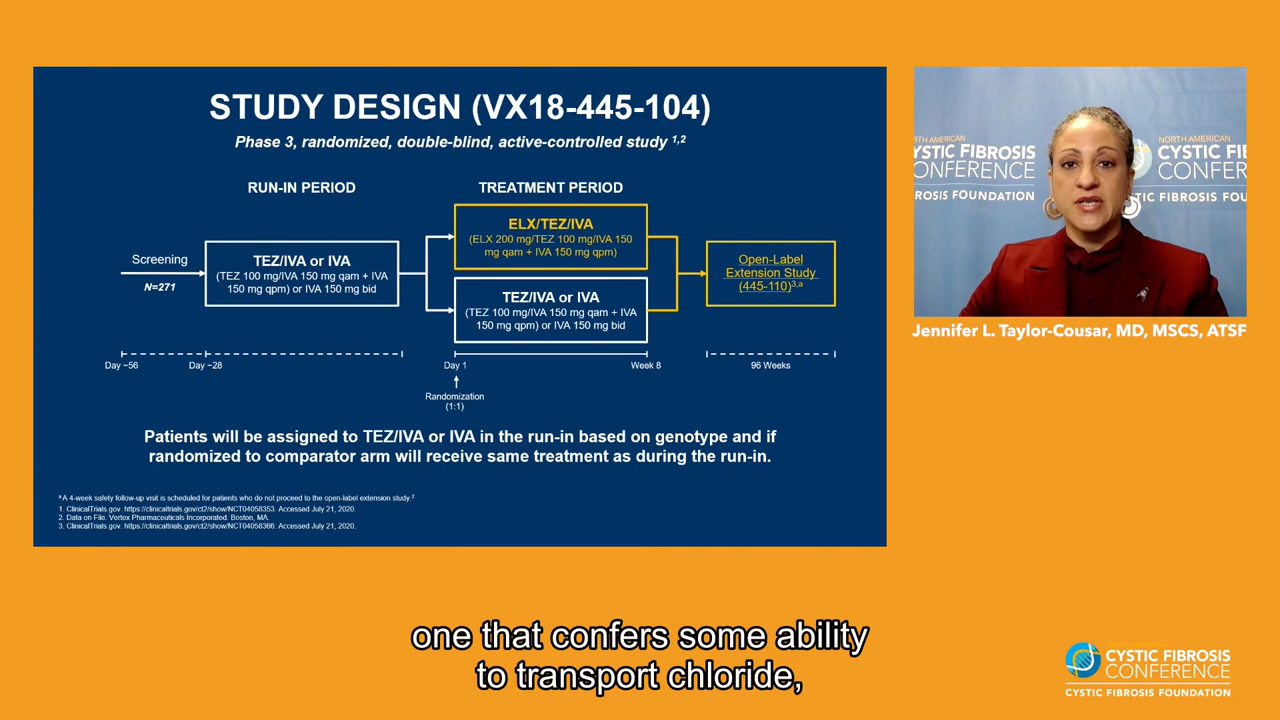 STUDY DESIGN (VX18-445-104)
Phase 3, randomized, double-blind, active-controlled study 1,2
RUN-IN PERIOD
TREATMENT PERIOD
Screening
N=271
TEZ/IVA or IVA
(TEZ 100 mg/IVA 150 mg qam + IVA
150 mg qpm) or IVA 150 mg bid
ELX/TEZ/IVA
(ELX 200 mg/TEZ 100 mg/IVA 150
mg qam + IVA 150 mg qpm)
TEZ/IVA or IVA
(TEZ 100 mg/IVA 150 mg qam + IVA
150 mg qpm) or IVA 150 mg bid
Open-Label
Extension Study
(445-110)3,a
Day −56
Day −28
Day 1
Week 8
96 Weeks
Randomization
(1:1)
Patients will be assigned to TEZ/IVA or IVA in the run-in based on genotype and if
randomized to comparator arm will receive same treatment as during the run-in.
a A 4-week safety follow-up visit is scheduled for patients who do not proceed to the open-label extension study.2
1. ClinicalTrials.gov. https://clinicaltrials.gov/ct2/show/NCT04058353. Accessed July 21, 2020.
2. Data on File. Vertex Pharmaceuticals Incorporated. Boston, MA.
3. ClinicalTrials.gov. https://clinicaltrials.gov/ct2/show/NCT04058366. Accessed July 21, 2020.
NORTH AMERICAN
YSTIC FIBROSIS
CONFERENCE
FIBROSIS FOUNDATION
NORTH AMERICAN
CYSTIC FI
CONFERE
TIC FIBROSIS
Jennifer L. Taylor-Cousar, MD, MSCS, ATSF
one that confers some ability
to transport chloride,
CYSTIC FIBROSIS
CONFERENCE
CYSTIC FIBROSIS FOUNDATION